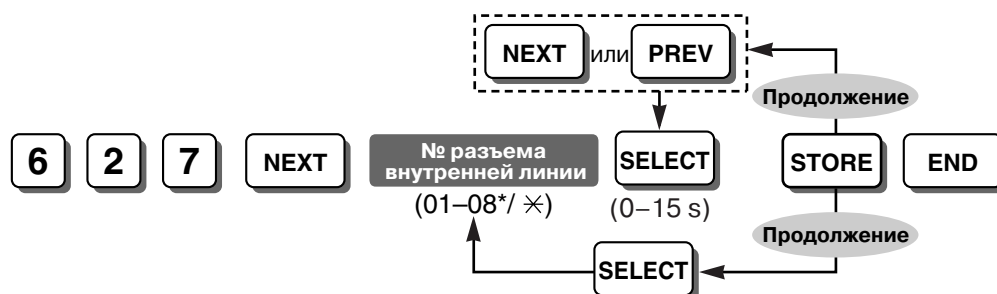 NEXT или PREV
Продолжение
6 2 7 NEXT № разъема внутренней линии SELECT STORE END
(01–08*/ ✳) (0–15 s)
Продолжение
SELECT